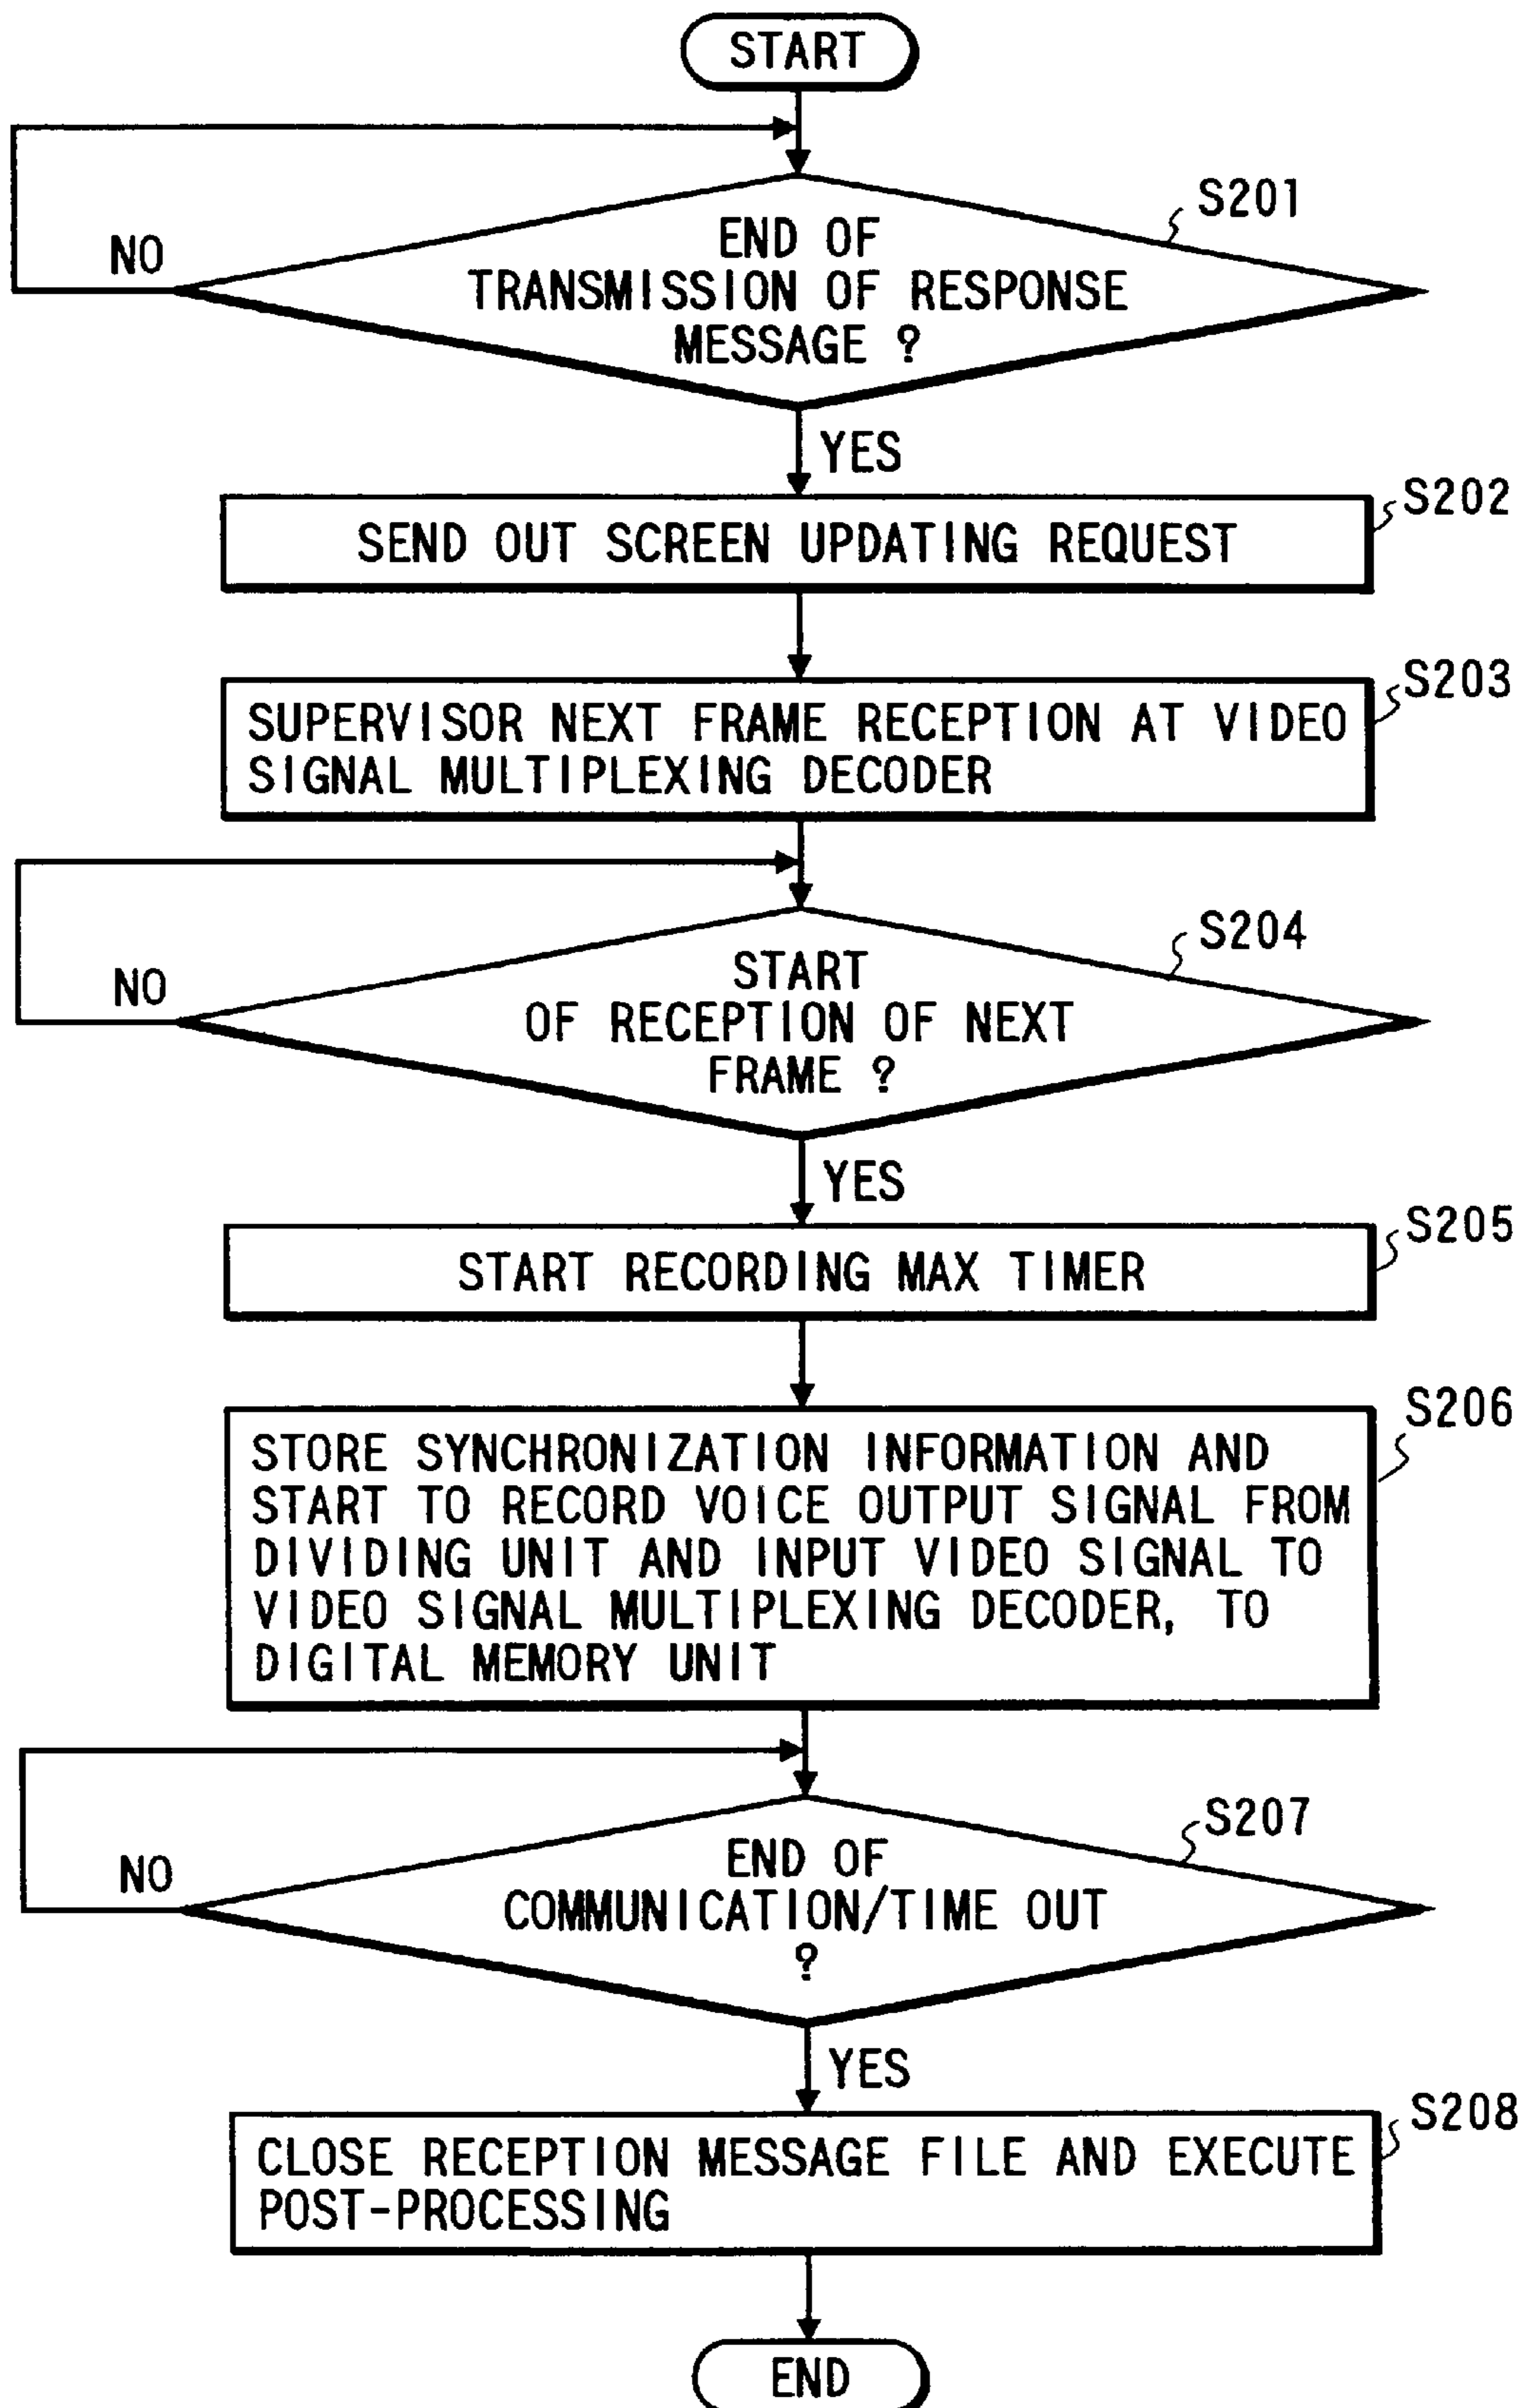 START
S201
END OF
TRANSMISSION OF RESPONSE
MESSAGE ?
NO
YES
S202
SEND OUT SCREEN UPDATING REQUEST
S203
SUPERVISOR NEXT FRAME RECEPTION AT VIDEO
SIGNAL MULTIPLEXING DECODER
S204
START
OF RECEPTION OF NEXT
FRAME ?
NO
YES
S205
START RECORDING MAX TIMER
S206
STORE SYNCHRONIZATION INFORMATION AND
START TO RECORD VOICE OUTPUT SIGNAL FROM
DIVIDING UNIT AND INPUT VIDEO SIGNAL TO
VIDEO SIGNAL MULTIPLEXING DECODER, TO
DIGITAL MEMORY UNIT
S207
END OF
COMMUNICATION/TIME OUT
?
NO
YES
S208
CLOSE RECEPTION MESSAGE FILE AND EXECUTE
POST-PROCESSING
END